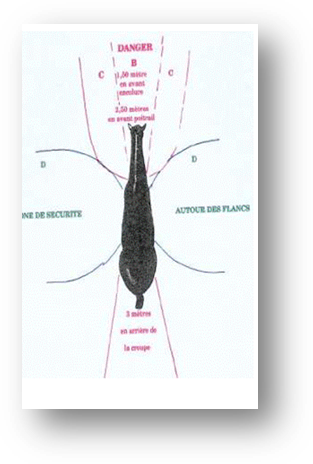 DANGER
B
C 1,50 mètre C
en avant
encolure
2,50 mètres
en avant poitrail
D D
ONE DE SECURITE AUTOUR DES FLANCS
3 mètres
en arrière de
la croupe